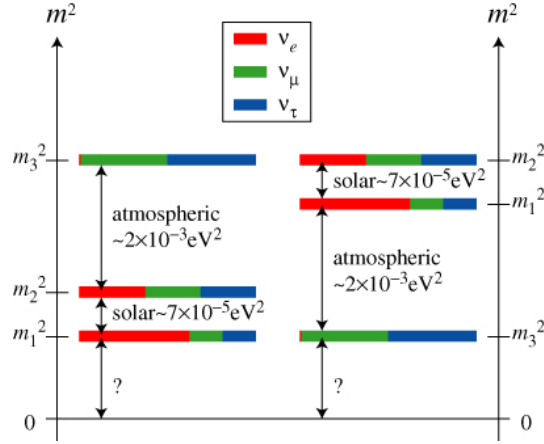 m² m²
νe
νμ
ντ
m₃² m₂²
solar~7×10⁻⁵eV²
m₁²
atmospheric
~2×10⁻³eV²
atmospheric
~2×10⁻³eV²
m₂²
solar~7×10⁻⁵eV²
m₁² m₃²
? ?
0 0